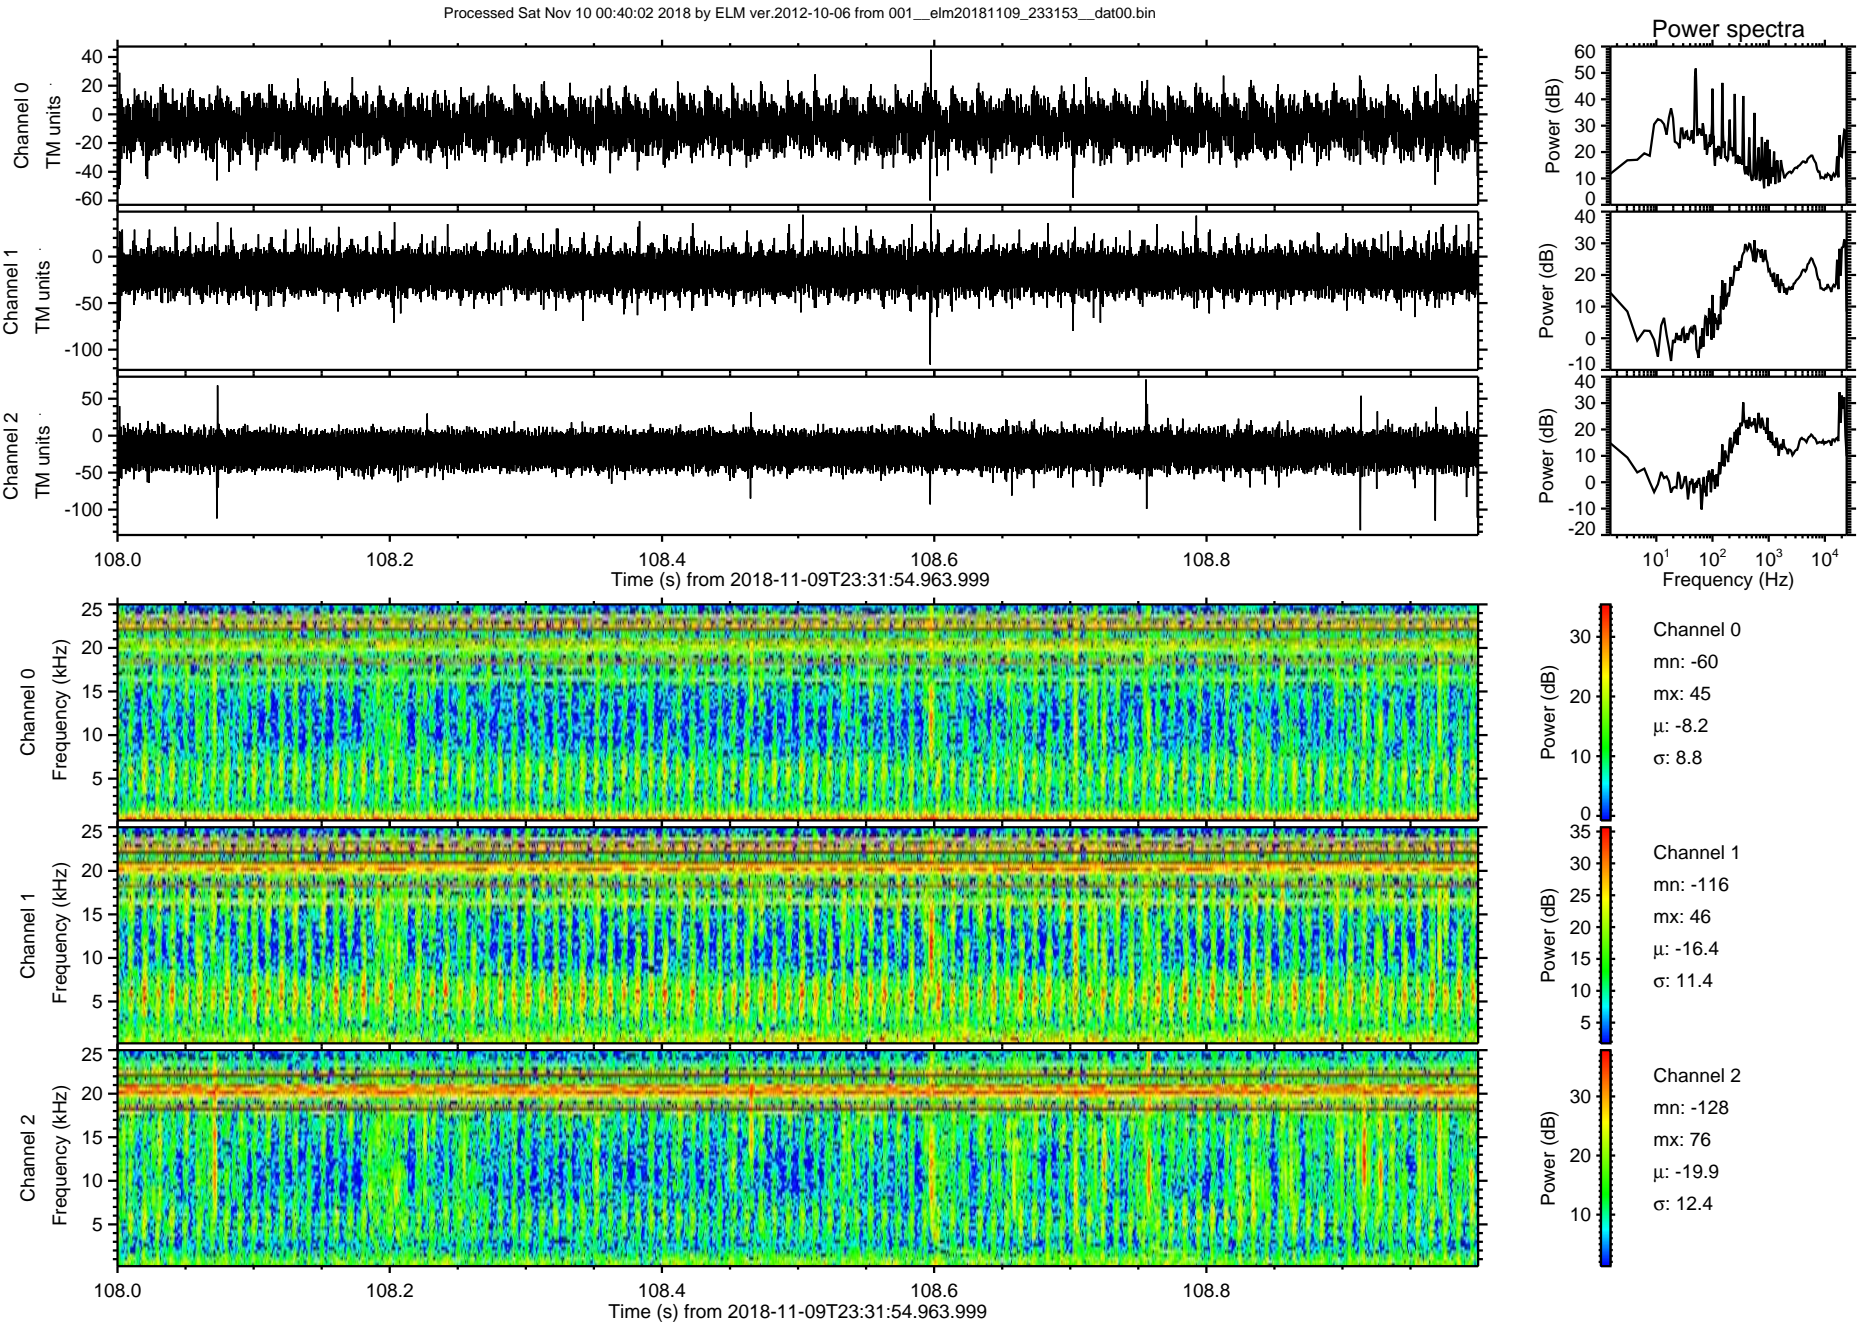 Processed Sat Nov 10 00:40:02 2018 by ELM ver.2012-10-06 from 001__elm20181109_233153__dat00.bin
Power spectra
Channel 0
TM units
40
20
0
-20
-40
-60
Power (dB)
60
50
40
30
20
10
0
Channel 1
TM units
0
-50
-100
Power (dB)
40
30
20
10
0
-10
Channel 2
TM units
50
0
-50
-100
Power (dB)
40
30
20
10
0
-10
-20
108.0 108.2 108.4 108.6 108.8
Time (s) from 2018-11-09T23:31:54.963.999
10^1 10^2 10^3 10^4
Frequency (Hz)
Channel 0
Frequency (kHz)
25
20
15
10
5
Power (dB)
30
20
10
0
Channel 0
mn: -60
mx: 45
μ: -8.2
σ: 8.8
Channel 1
Frequency (kHz)
25
20
15
10
5
Power (dB)
35
30
25
20
15
10
5
Channel 1
mn: -116
mx: 46
μ: -16.4
σ: 11.4
Channel 2
Frequency (kHz)
25
20
15
10
5
Power (dB)
30
20
10
Channel 2
mn: -128
mx: 76
μ: -19.9
σ: 12.4
108.0 108.2 108.4 108.6 108.8
Time (s) from 2018-11-09T23:31:54.963.999